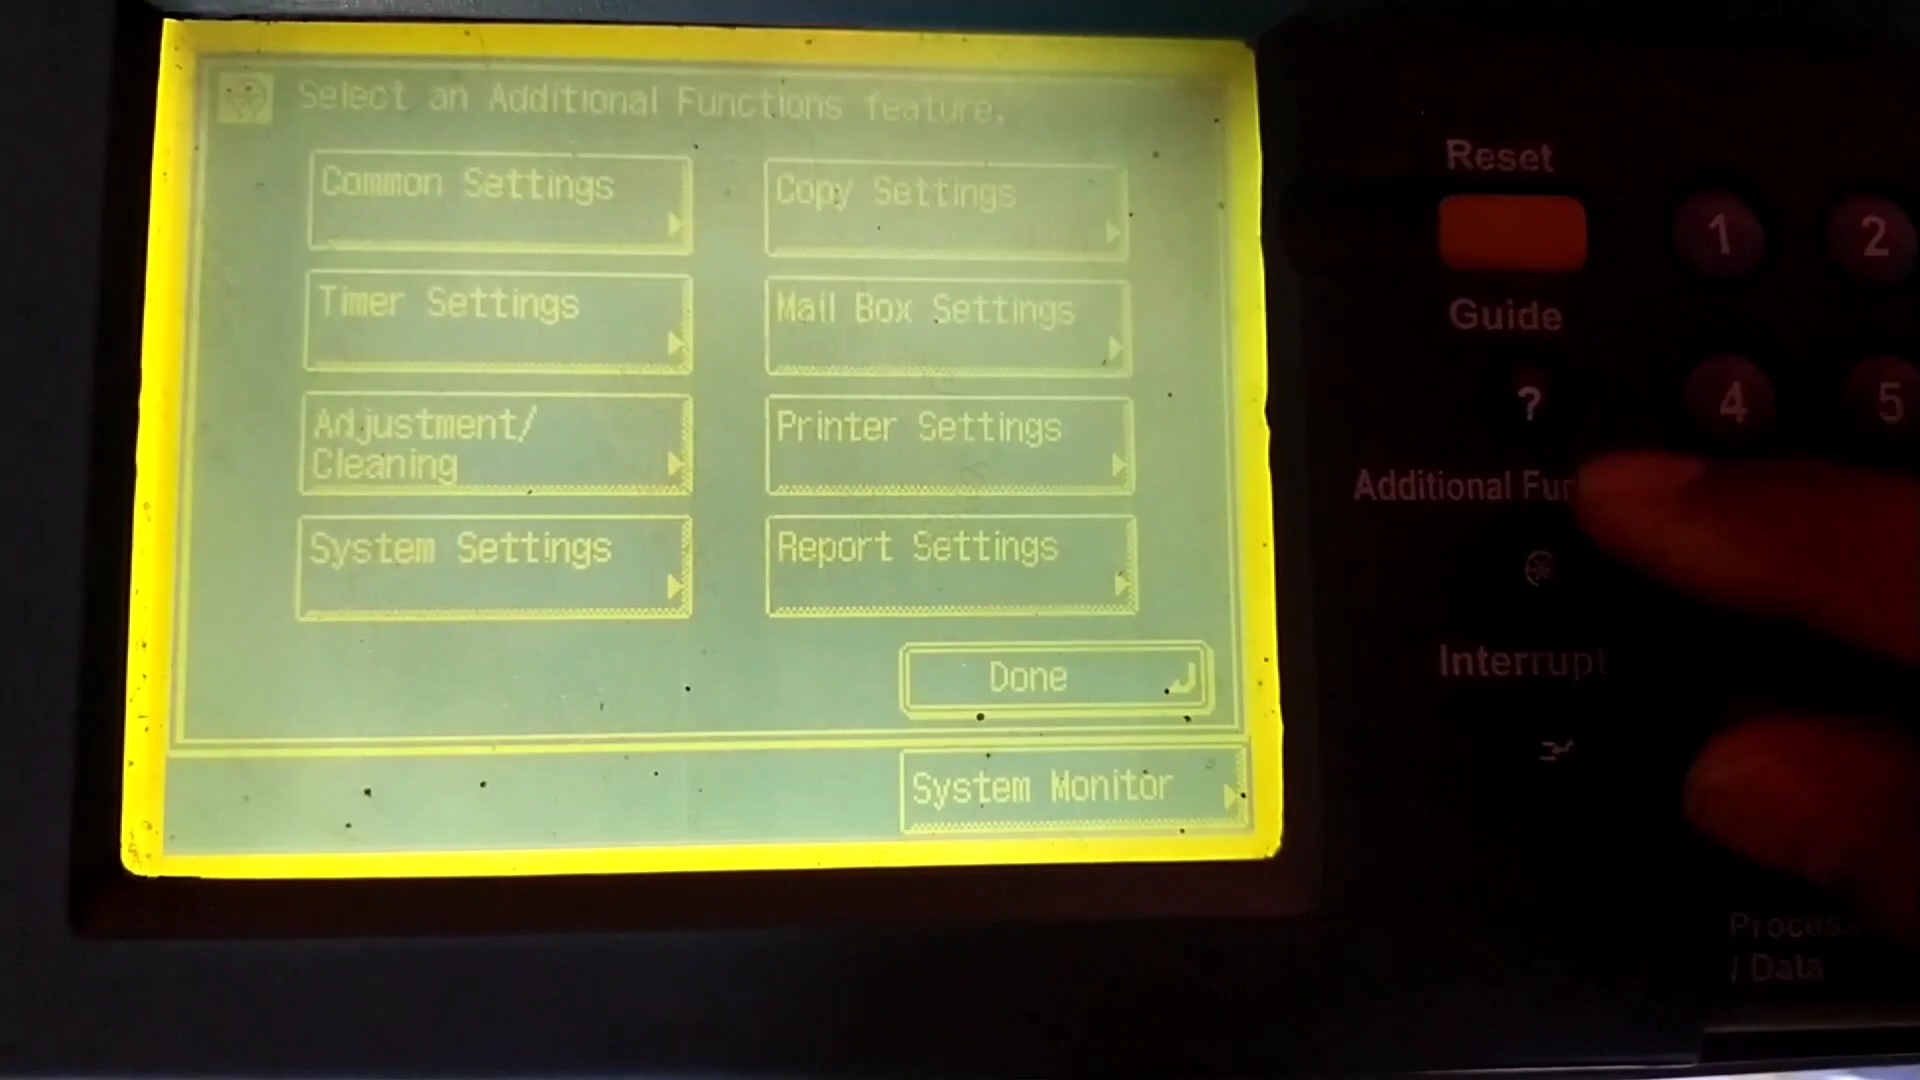 Select an Additional Functions feature.
Common Settings
Copy Settings
Timer Settings
Mail Box Settings
Adjustment/
Cleaning
Printer Settings
System Settings
Report Settings
Done
System Monitor
Reset
1
2
Guide
?
4
5
Additional Fun
Interrupt
Process
/ Data